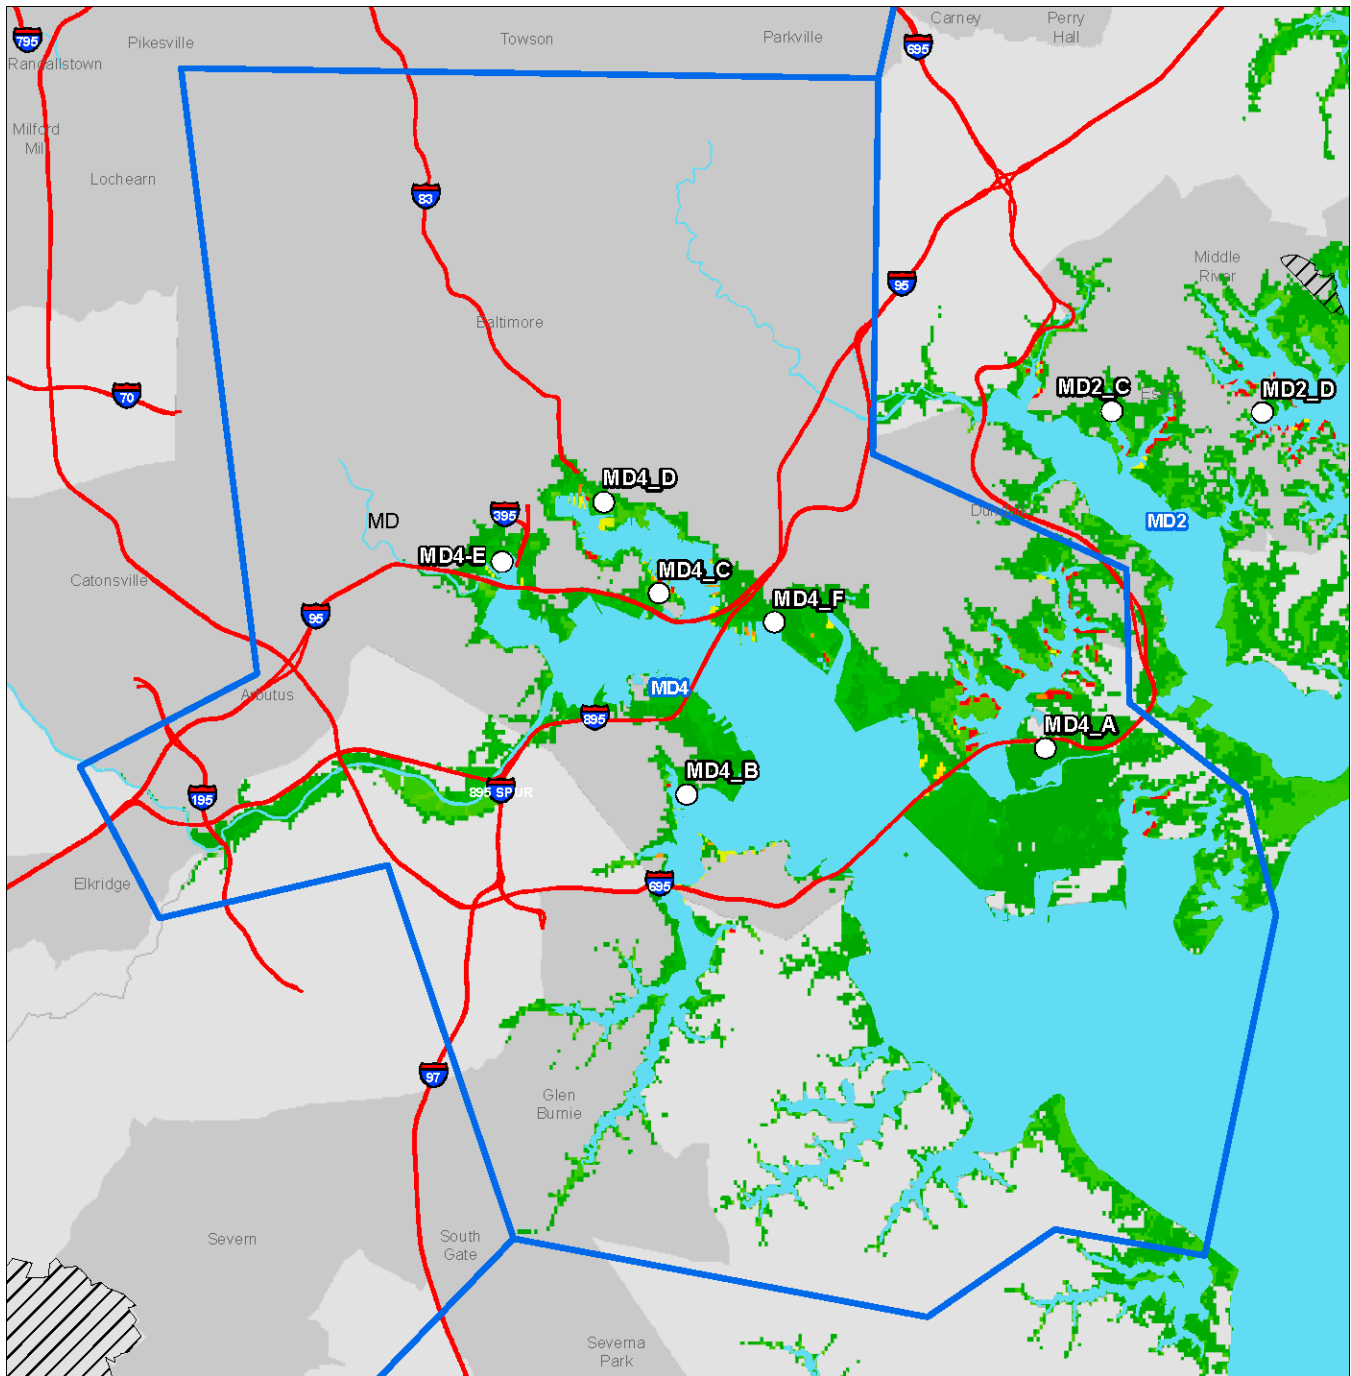 Carney
Perry
Hall
795
Pikesville
Towson
Parkville
695
Randallstown
Milford
Mill
Lochearn
83
Middle
River
95
Baltimore
70
MD2_C
Essex
MD2_D
MD4_D
395
MD
Dundalk
MD2
MD4-E
MD4_C
Catonsville
MD4_F
95
MD4
Arbutus
895
MD4_A
MD4_B
195
895 SPUR
Elkridge
695
97
Glen
Burnie
Severn
South
Gate
Severna
Park